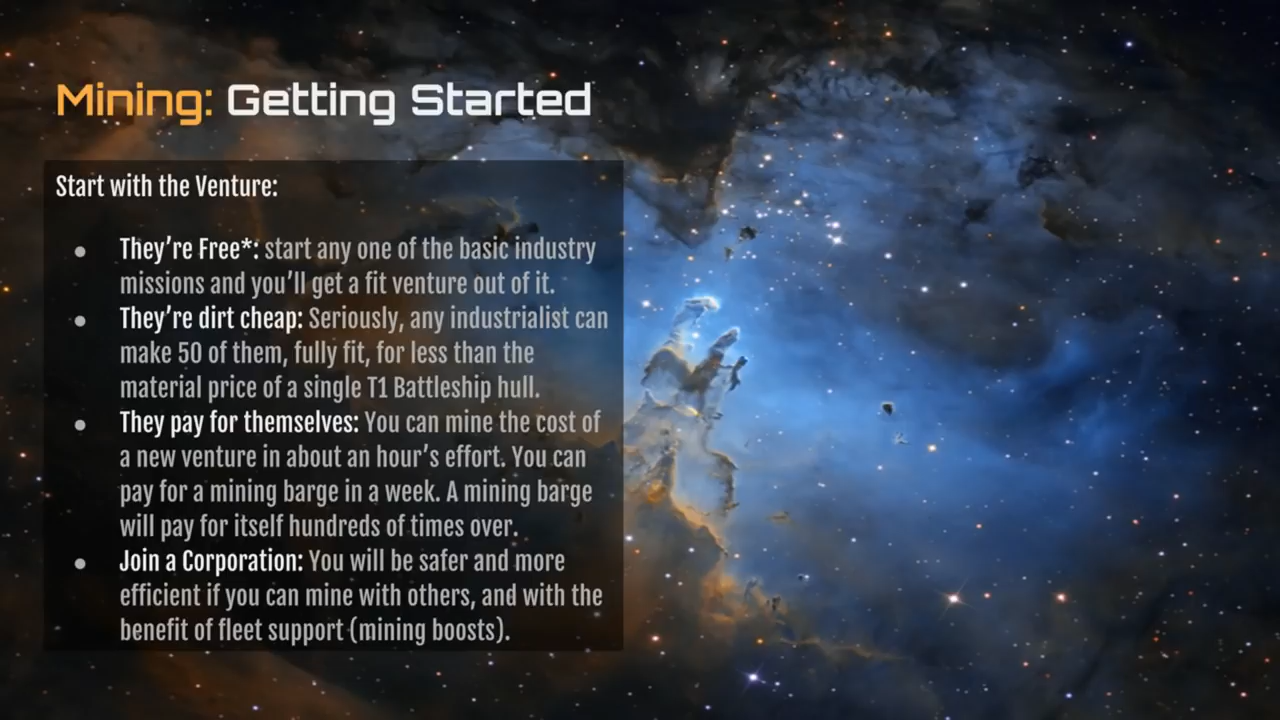 Mining: Getting Started
Start with the Venture:
● They’re Free*: start any one of the basic industry
missions and you’ll get a fit venture out of it.
● They’re dirt cheap: Seriously, any industrialist can
make 50 of them, fully fit, for less than the
material price of a single T1 Battleship hull.
● They pay for themselves: You can mine the cost of
a new venture in about an hour’s effort. You can
pay for a mining barge in a week. A mining barge
will pay for itself hundreds of times over.
● Join a Corporation: You will be safer and more
efficient if you can mine with others, and with the
benefit of fleet support (mining boosts).